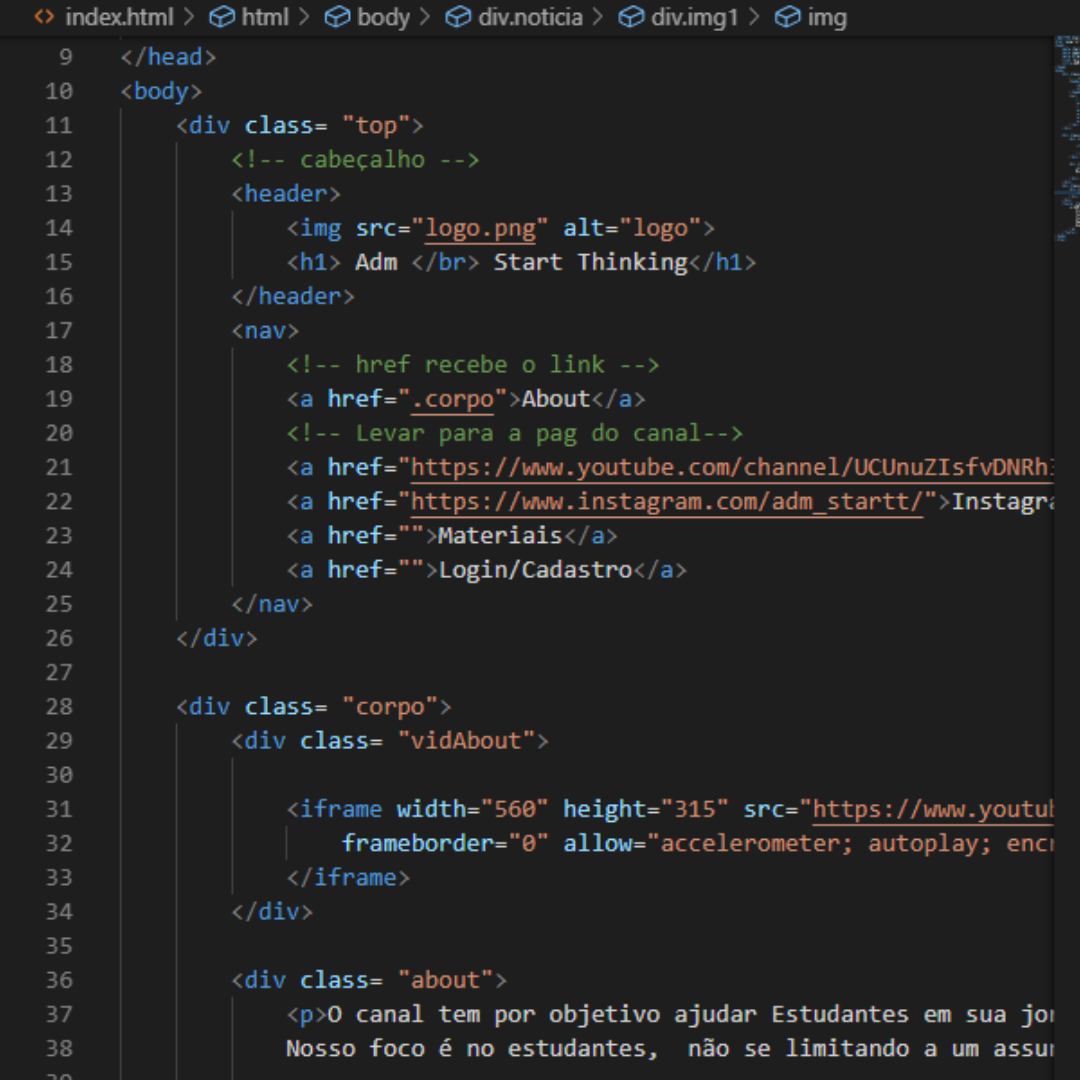 index.html > html > body > div.noticia > div.img1 > img
9 </head>
10 <body>
11 <div class= "top">
12 <!-- cabeçalho -->
13 <header>
14 <img src="logo.png" alt="logo">
15 <h1> Adm </br> Start Thinking</h1>
16 </header>
17 <nav>
18 <!-- href recebe o link -->
19 <a href=".corpo">About</a>
20 <!-- Levar para a pag do canal-->
21 <a href="https://www.youtube.com/channel/UCUnuZIsfvDNRh
22 <a href="https://www.instagram.com/adm_startt/">Instagra
23 <a href="">Materiais</a>
24 <a href="">Login/Cadastro</a>
25 </nav>
26 </div>
27
28 <div class= "corpo">
29 <div class= "vidAbout">
30
31 <iframe width="560" height="315" src="https://www.youtub
32 frameborder="0" allow="accelerometer; autoplay; encr
33 </iframe>
34 </div>
35
36 <div class= "about">
37 <p>O canal tem por objetivo ajudar Estudantes em sua jor
38 Nosso foco é no estudantes,  não se limitando a um assun